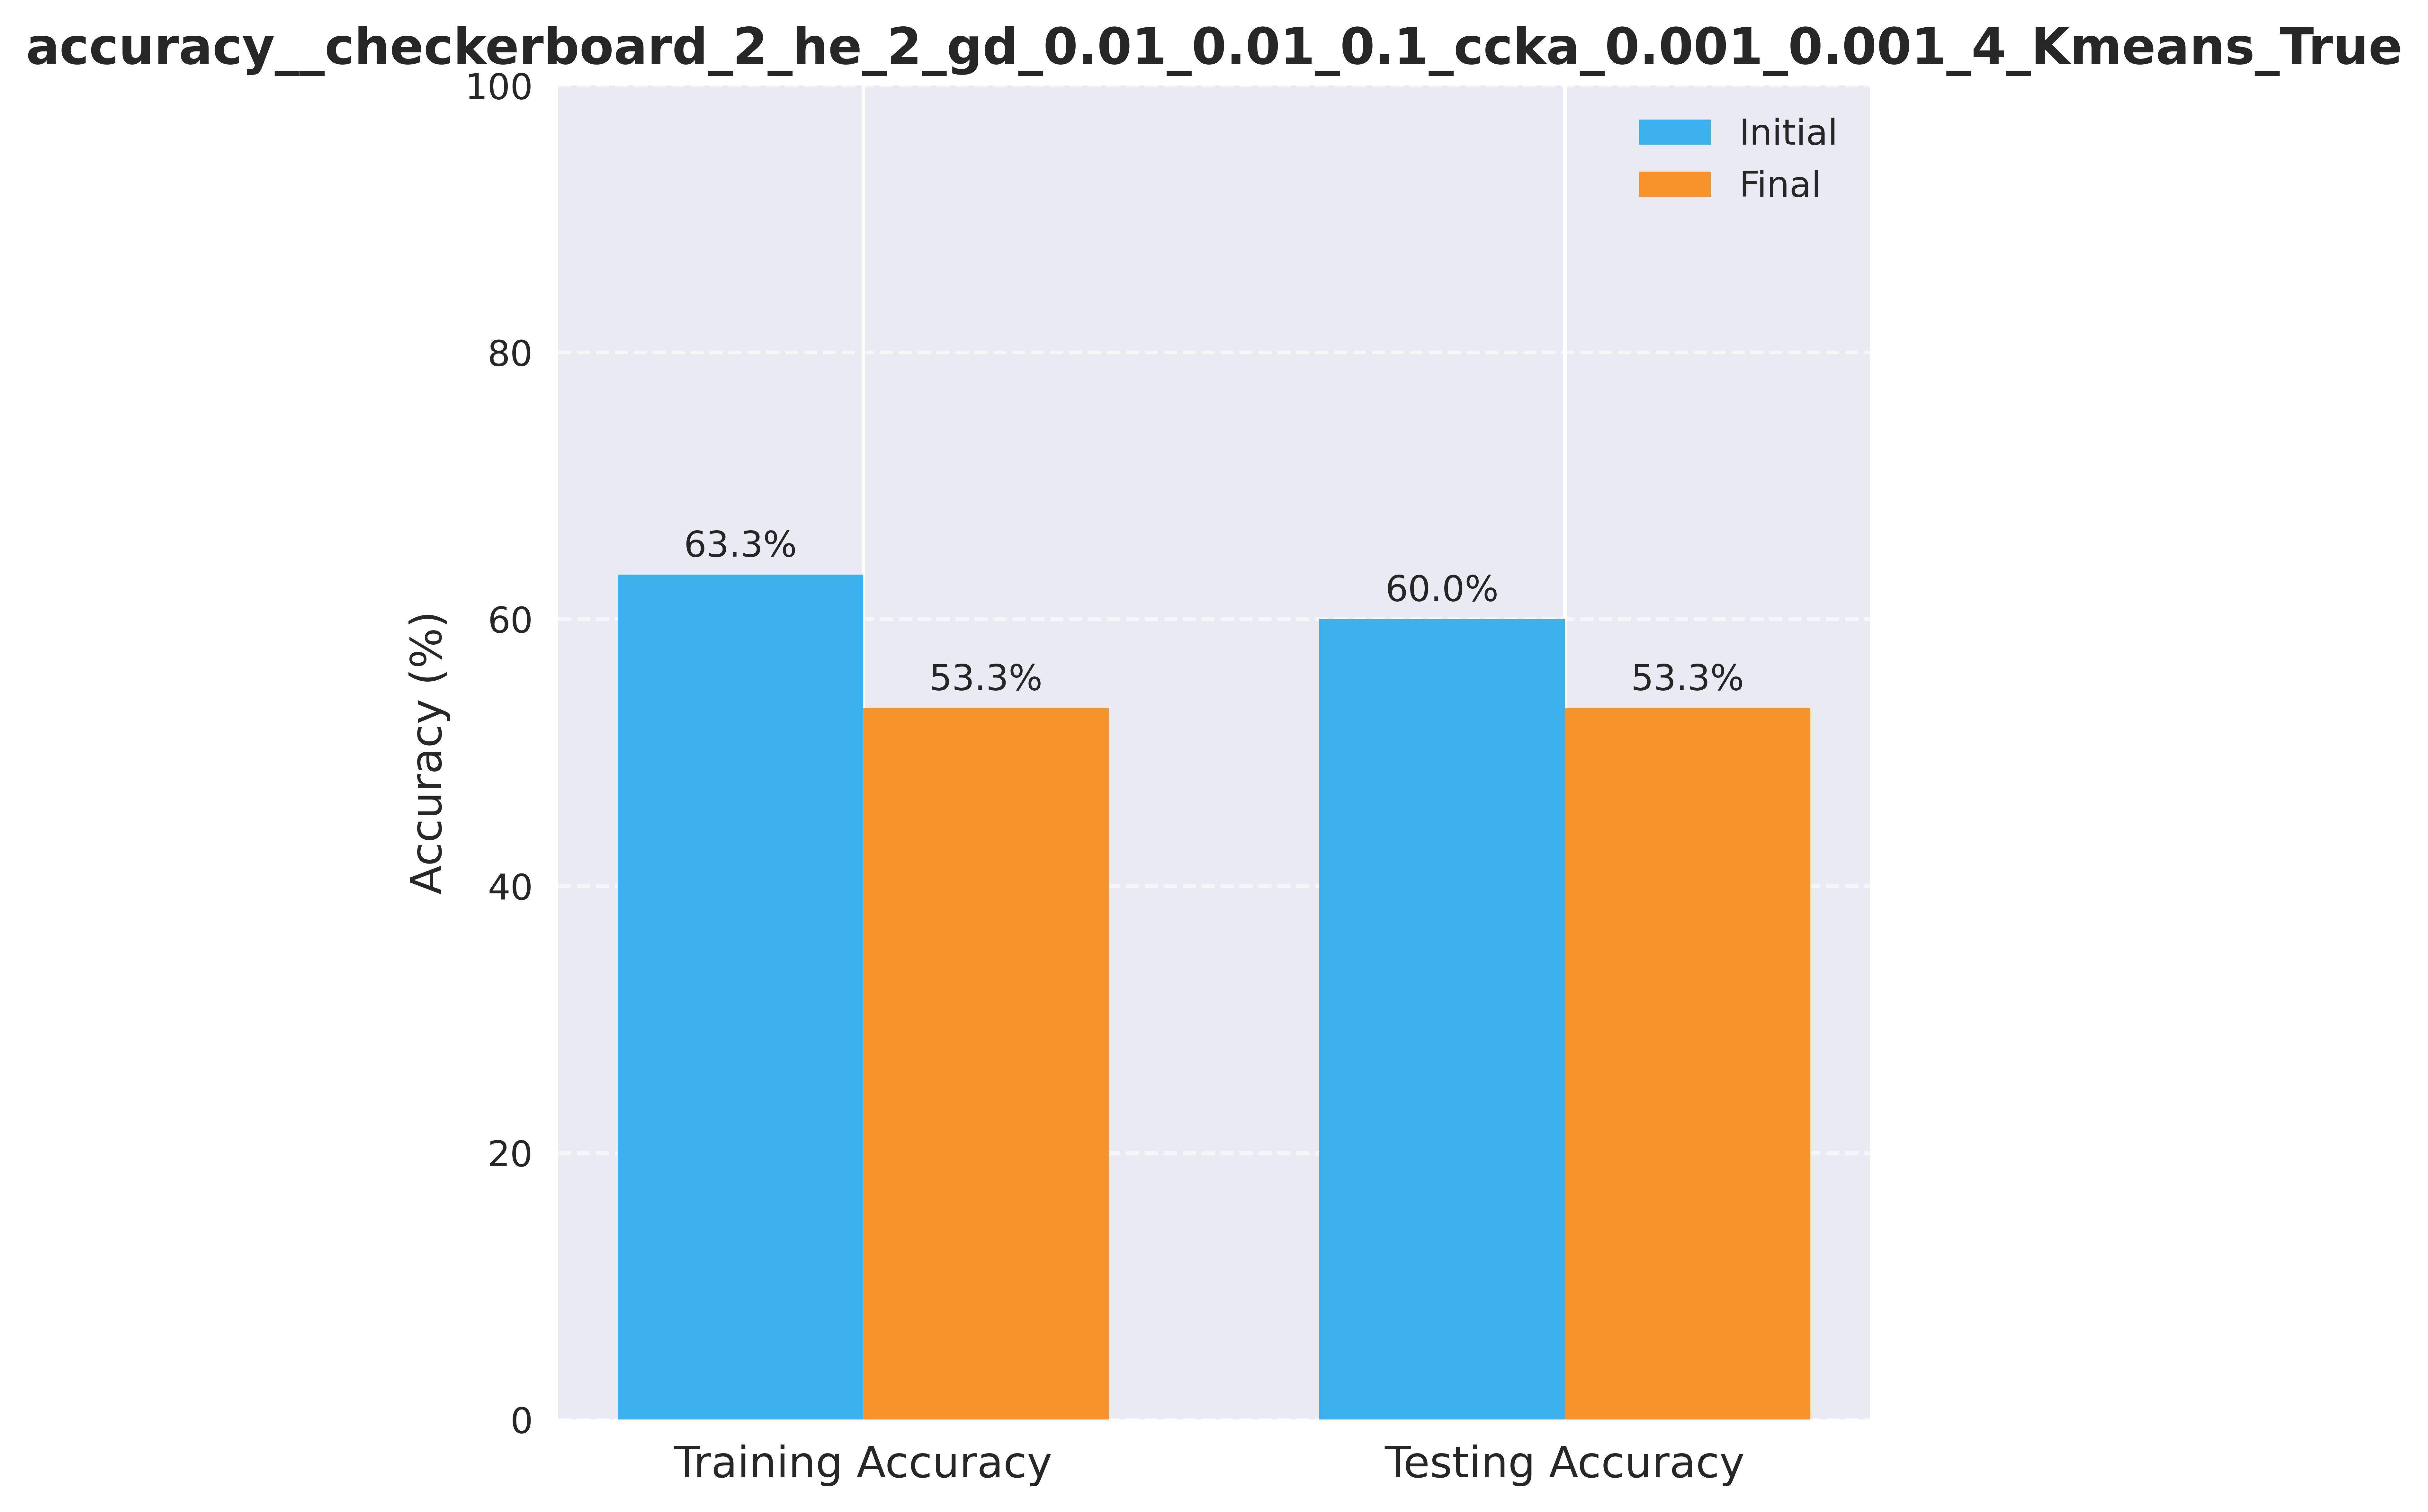 accuracy__checkerboard_2_he_2_gd_0.01_0.01_0.1_ccka_0.001_0.001_4_Kmeans_True
100
80
60
40
20
0
Accuracy (%)
Initial
Final
63.3%
53.3%
60.0%
53.3%
Training Accuracy
Testing Accuracy